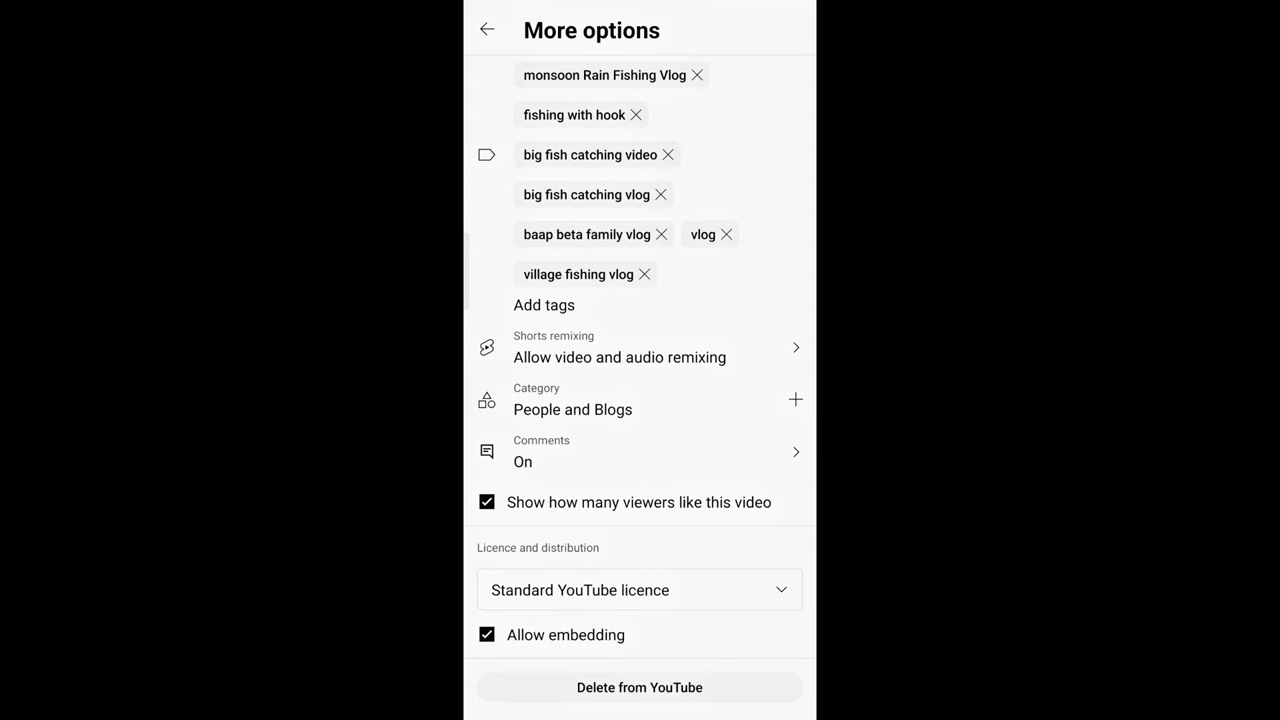 More options
monsoon Rain Fishing Vlog
fishing with hook
big fish catching video
big fish catching vlog
baap beta family vlog vlog
village fishing vlog
Add tags
Shorts remixing
Allow video and audio remixing
Category
People and Blogs
Comments
On
Show how many viewers like this video
Licence and distribution
Standard YouTube licence
Allow embedding
Delete from YouTube